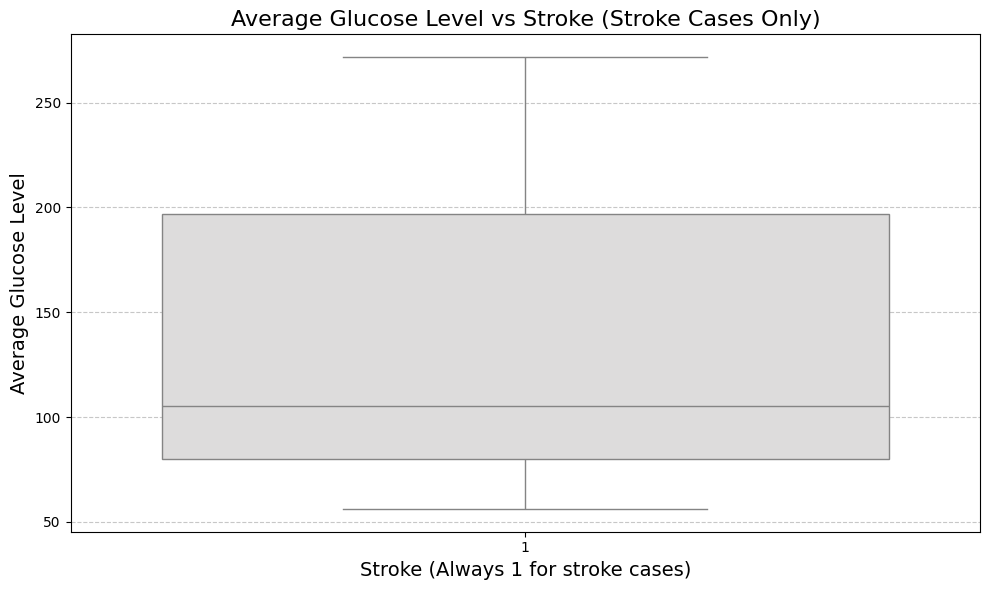 Average Glucose Level vs Stroke (Stroke Cases Only)
Average Glucose Level
250
200
150
100
50
1
Stroke (Always 1 for stroke cases)